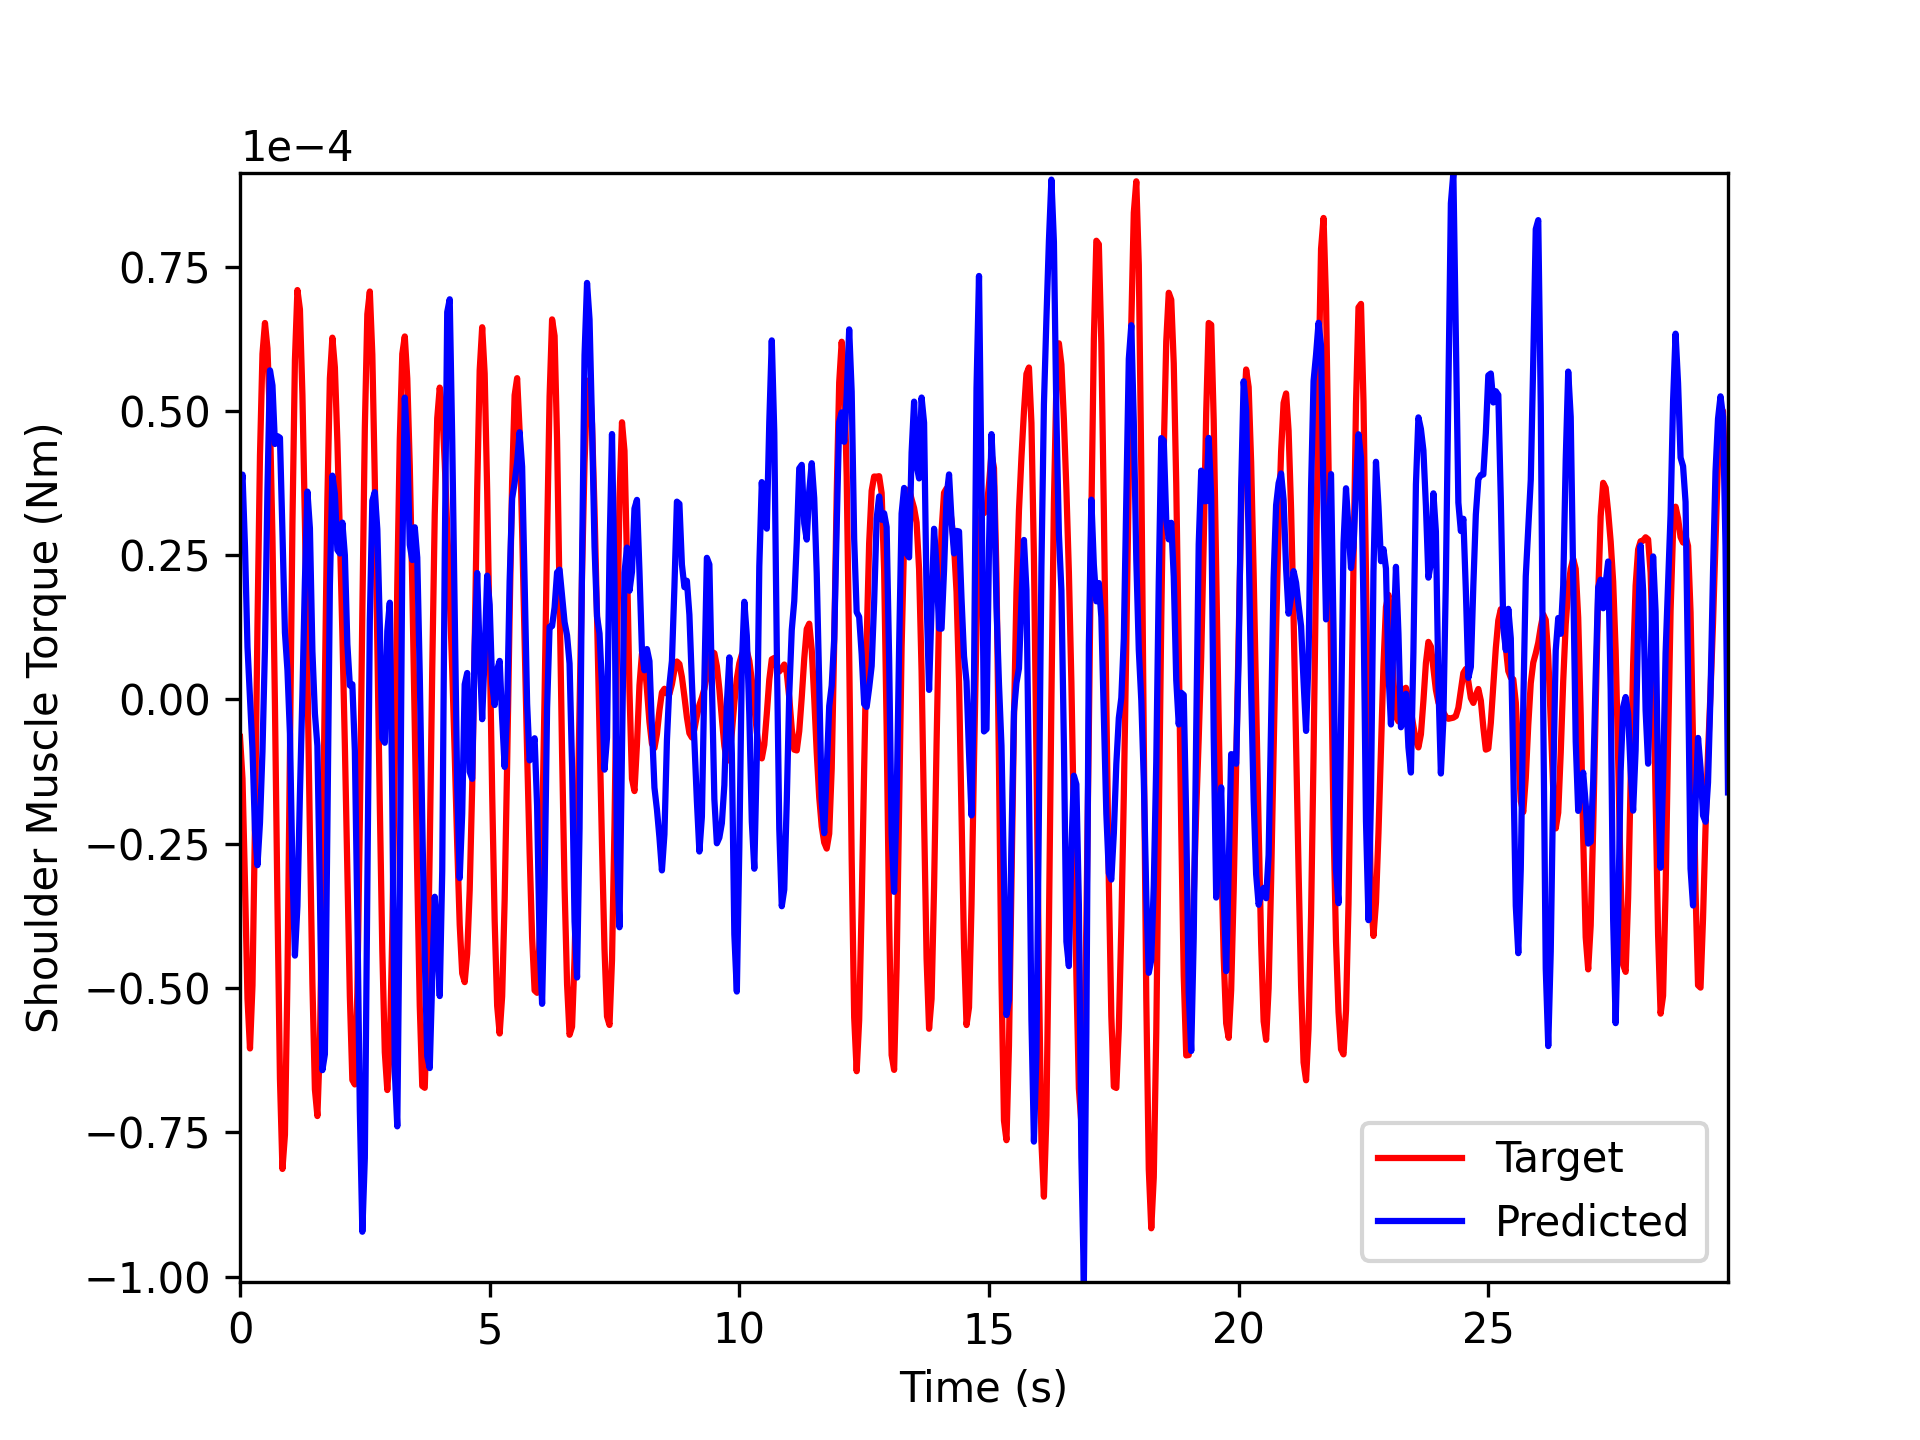 1e−4
0.75
0.50
0.25
0.00
−0.25
−0.50
−0.75
−1.00
Shoulder Muscle Torque (Nm)
0 5 10 15 20 25
Time (s)
Target
Predicted